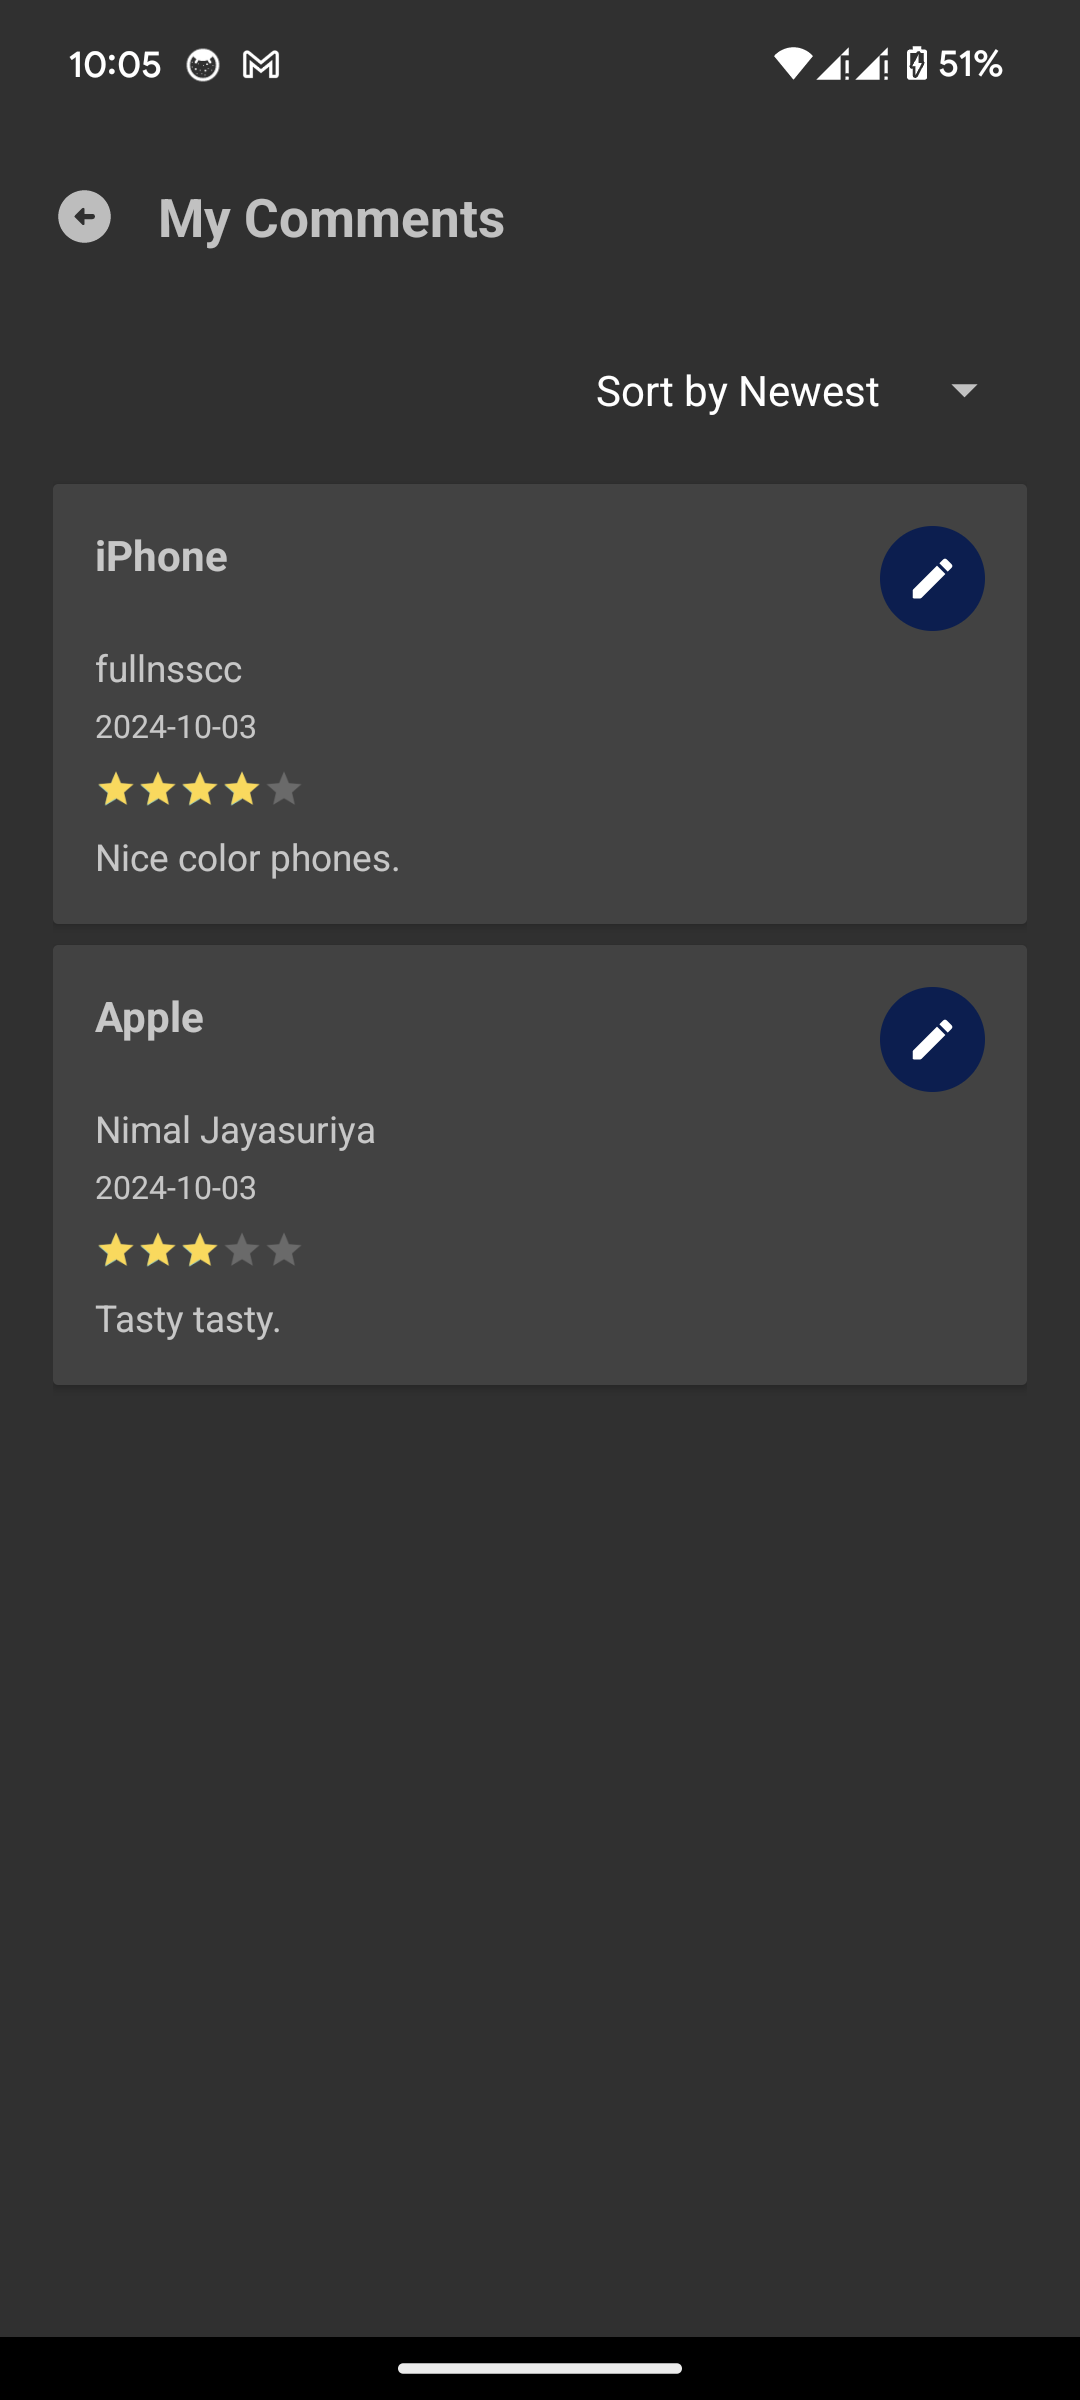 10:05
51%
My Comments
Sort by Newest
iPhone
fullnsscc
2024-10-03
Nice color phones.
Apple
Nimal Jayasuriya
2024-10-03
Tasty tasty.